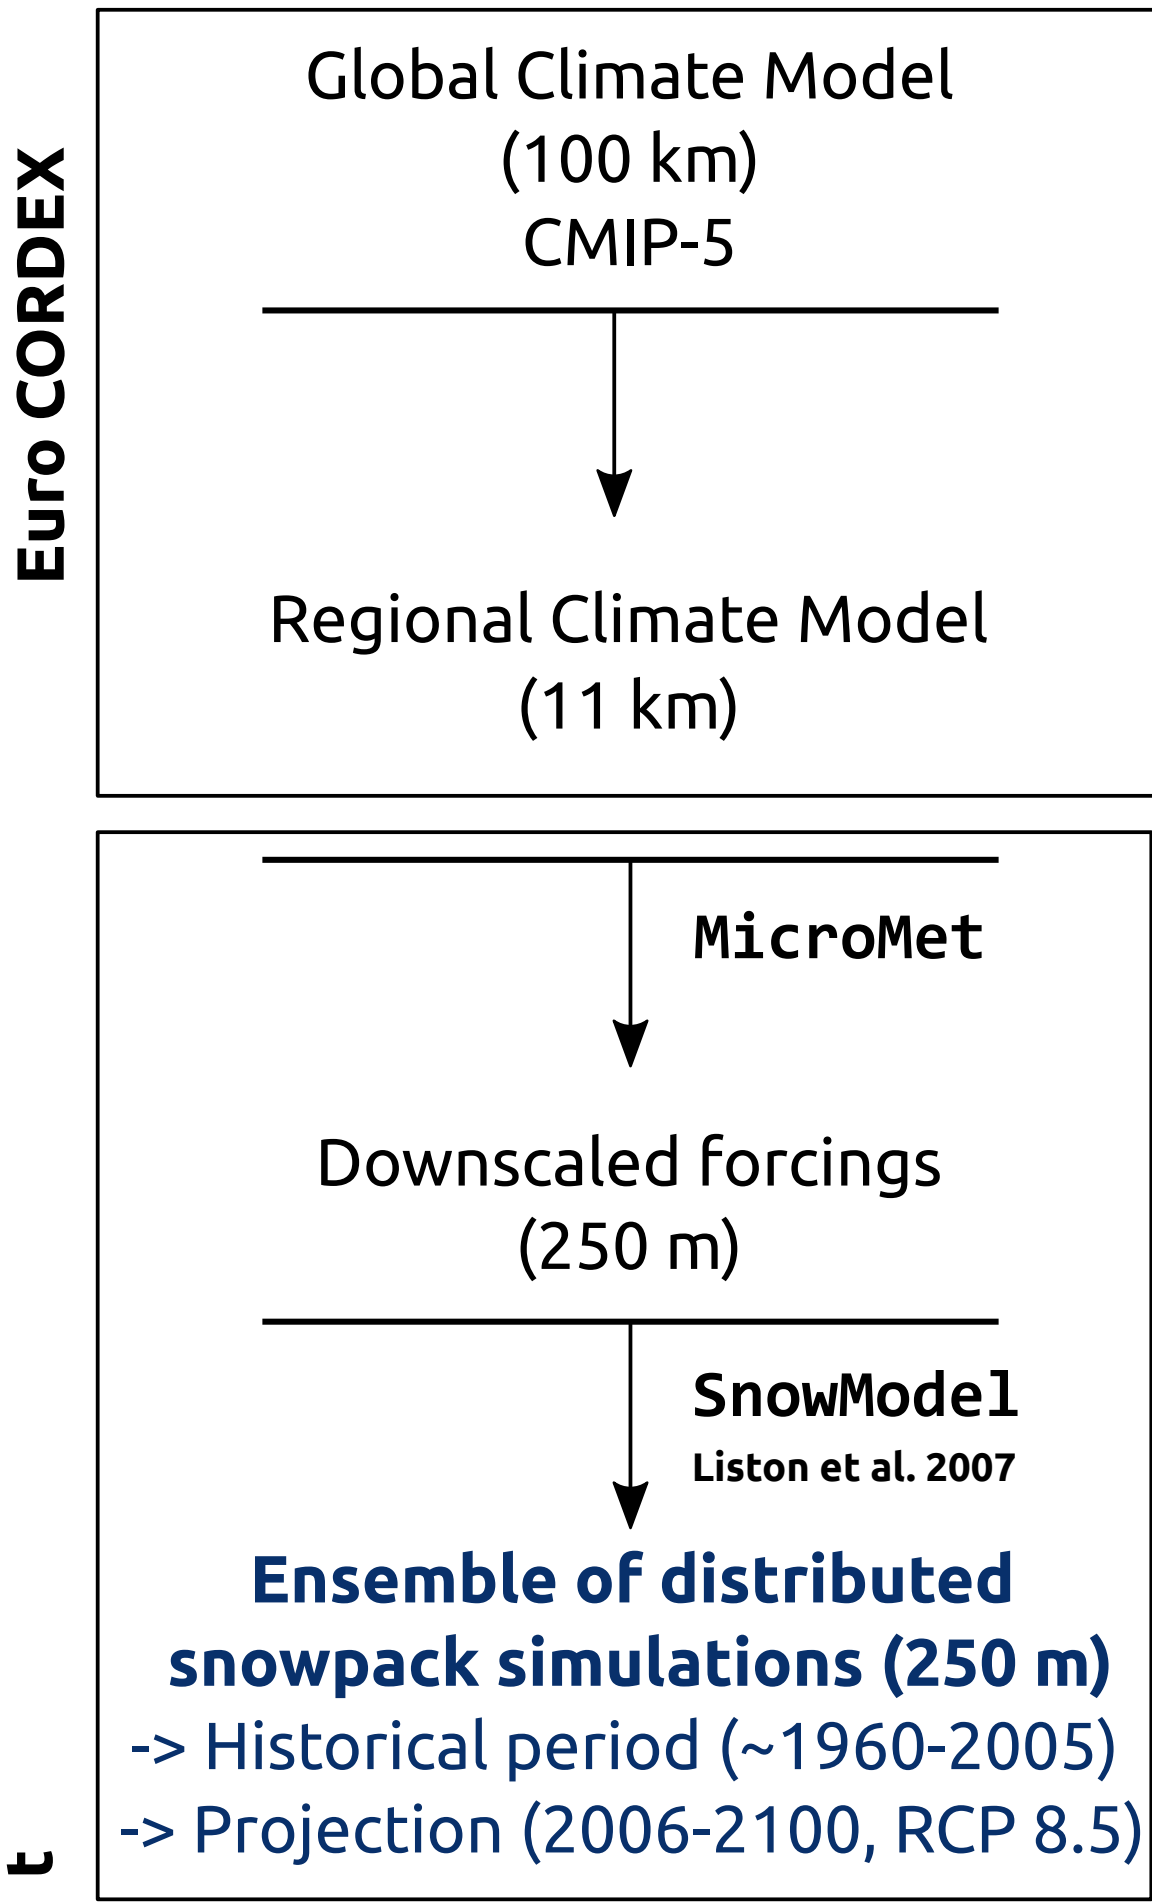 Euro CORDEX
Global Climate Model
(100 km)
CMIP-5
Regional Climate Model
(11 km)
MicroMet
Downscaled forcings
(250 m)
SnowModel
Liston et al. 2007
Ensemble of distributed
snowpack simulations (250 m)
-> Historical period (~1960-2005)
-> Projection (2006-2100, RCP 8.5)
t